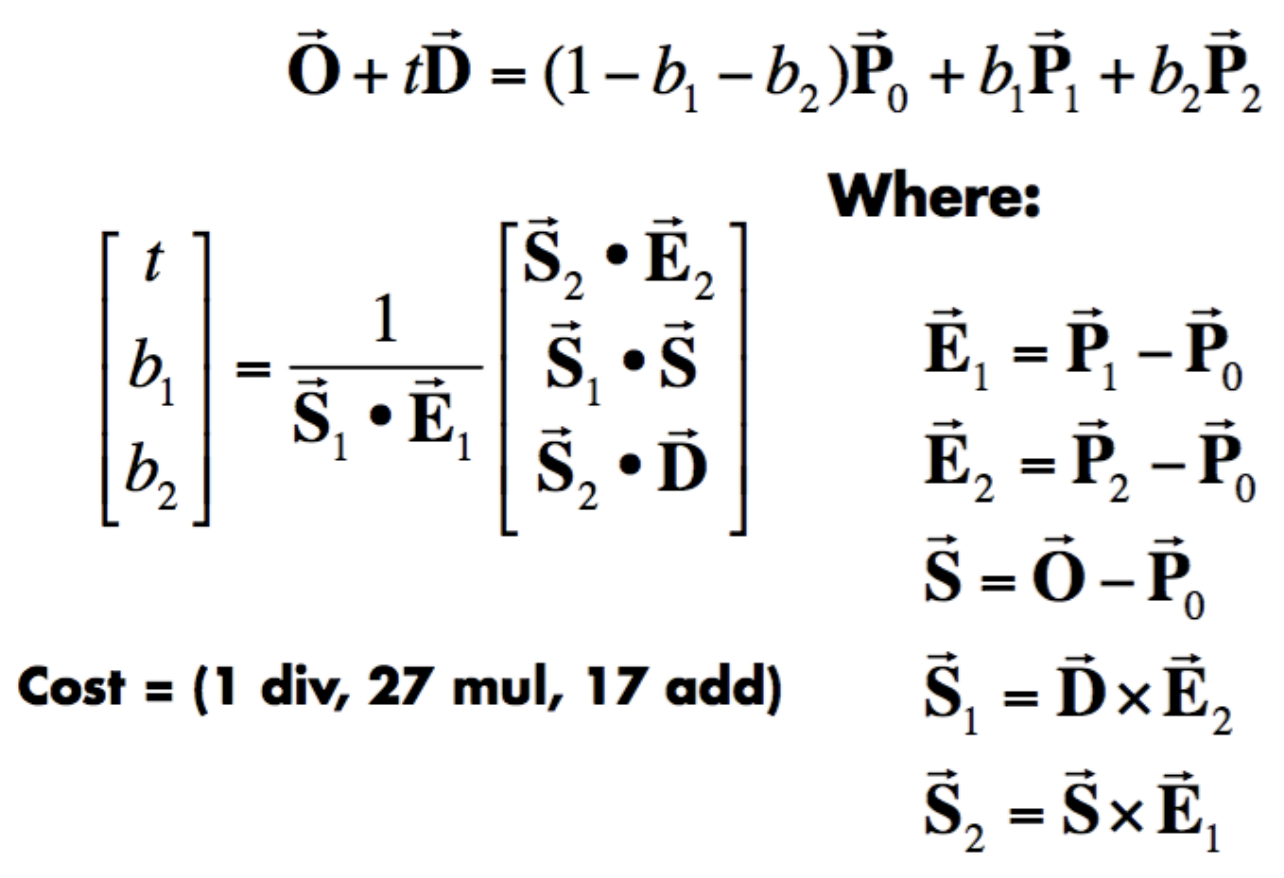 $\vec{\mathbf{O}} + t\vec{\mathbf{D}} = (1 - b_1 - b_2)\vec{\mathbf{P}}_0 + b_1\vec{\mathbf{P}}_1 + b_2\vec{\mathbf{P}}_2$
$\begin{bmatrix} t \\ b_1 \\ b_2 \end{bmatrix} = \frac{1}{\vec{\mathbf{S}}_1 \bullet \vec{\mathbf{E}}_1} \begin{bmatrix} \vec{\mathbf{S}}_2 \bullet \vec{\mathbf{E}}_2 \\ \vec{\mathbf{S}}_1 \bullet \vec{\mathbf{S}} \\ \vec{\mathbf{S}}_2 \bullet \vec{\mathbf{D}} \end{bmatrix}$
Cost = (1 div, 27 mul, 17 add)
Where:
$\vec{\mathbf{E}}_1 = \vec{\mathbf{P}}_1 - \vec{\mathbf{P}}_0$
$\vec{\mathbf{E}}_2 = \vec{\mathbf{P}}_2 - \vec{\mathbf{P}}_0$
$\vec{\mathbf{S}} = \vec{\mathbf{O}} - \vec{\mathbf{P}}_0$
$\vec{\mathbf{S}}_1 = \vec{\mathbf{D}} \times \vec{\mathbf{E}}_2$
$\vec{\mathbf{S}}_2 = \vec{\mathbf{S}} \times \vec{\mathbf{E}}_1$